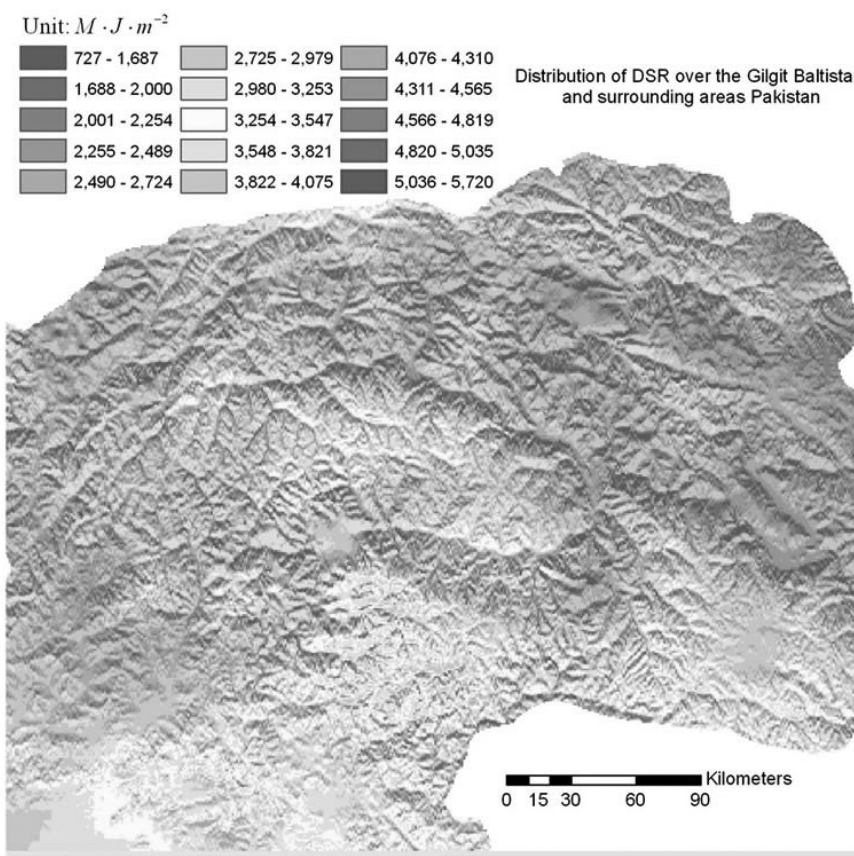 Unit: M · J · m⁻²
727 - 1,687
1,688 - 2,000
2,001 - 2,254
2,255 - 2,489
2,490 - 2,724
2,725 - 2,979
2,980 - 3,253
3,254 - 3,547
3,548 - 3,821
3,822 - 4,075
4,076 - 4,310
4,311 - 4,565
4,566 - 4,819
4,820 - 5,035
5,036 - 5,720
Distribution of DSR over the Gilgit Baltista
and surrounding areas Pakistan
Kilometers
0 15 30 60 90